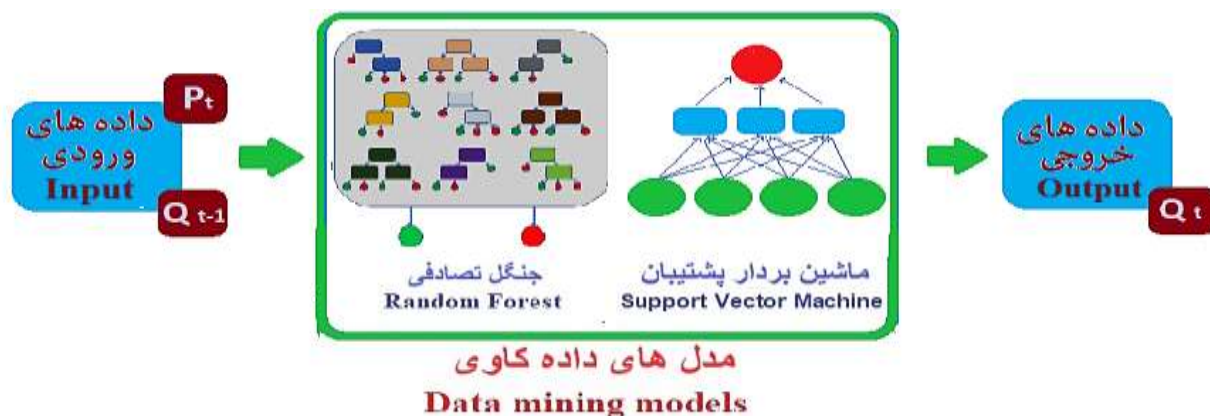 P t
داده های
ورودی
Input
Q t-1
جنگل تصادفی
Random Forest
ماشین بردار پشتیبان
Support Vector Machine
داده های
خروجی
Output
Q t
مدل های داده کاوی
Data mining models